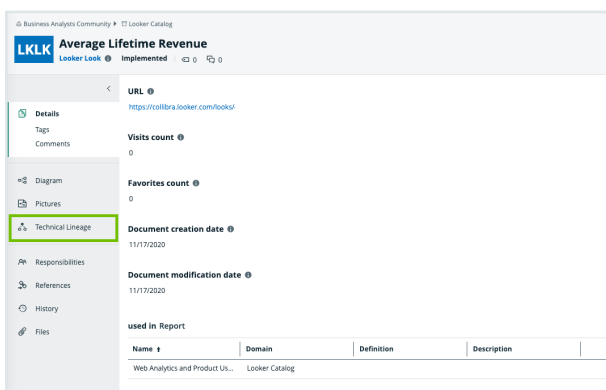 Business Analysts Community Looker Catalog
LKLK
Average Lifetime Revenue
Looker Look Implemented 0 0
Details
Tags
Comments
Diagram
Pictures
Technical Lineage
Responsibilities
References
History
Files
URL
https://collibra.looker.com/looks/
Visits count
0
Favorites count
0
Document creation date
11/17/2020
Document modification date
11/17/2020
used in Report
Name Domain Definition Description
Web Analytics and Product Us... Looker Catalog